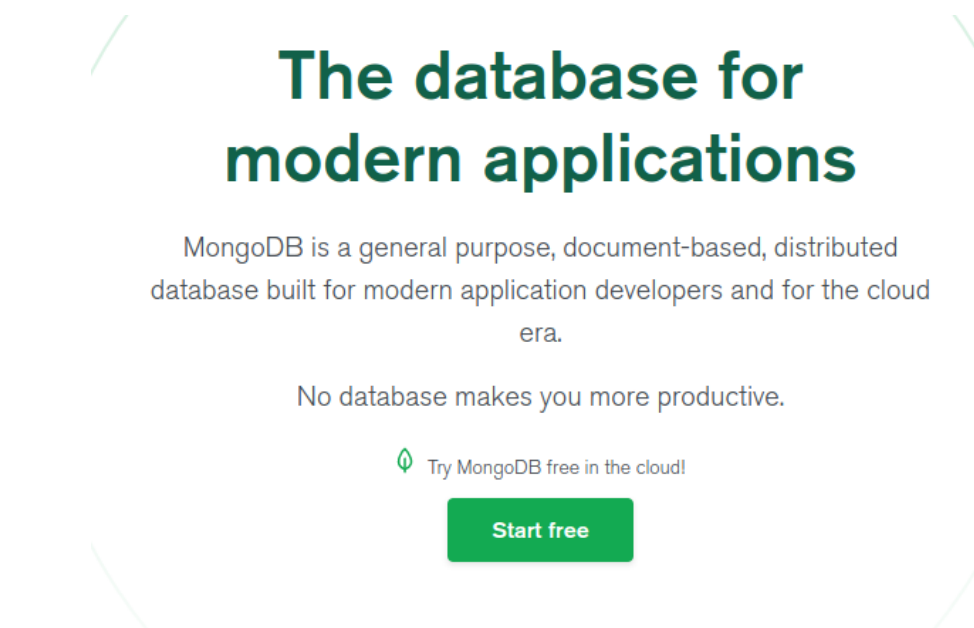 The database for
modern applications
MongoDB is a general purpose, document-based, distributed
database built for modern application developers and for the cloud
era.
No database makes you more productive.
Try MongoDB free in the cloud!
Start free